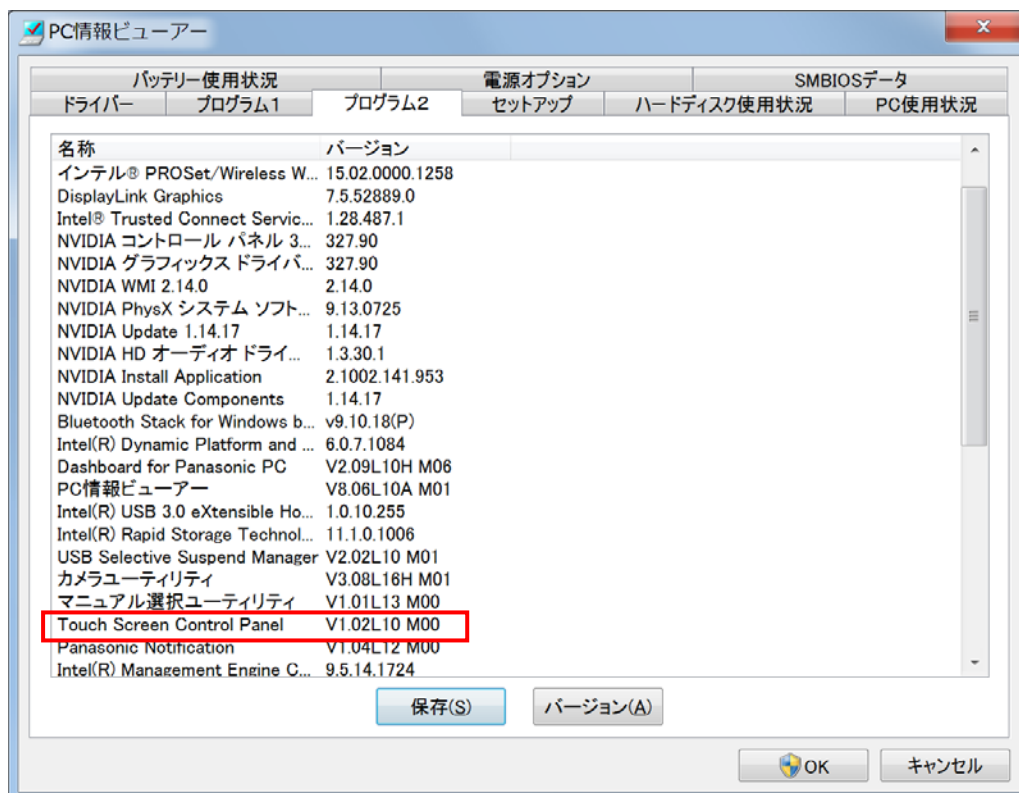 PC情報ビューアー
バッテリー使用状況 電源オプション SMBIOSデータ
ドライバー プログラム1 プログラム2 セットアップ ハードディスク使用状況 PC使用状況
名称 バージョン
インテル® PROSet/Wireless W... 15.02.0000.1258
DisplayLink Graphics 7.5.52889.0
Intel® Trusted Connect Servic... 1.28.487.1
NVIDIA コントロール パネル 3... 327.90
NVIDIA グラフィックス ドライバ... 327.90
NVIDIA WMI 2.14.0 2.14.0
NVIDIA PhysX システム ソフト... 9.13.0725
NVIDIA Update 1.14.17 1.14.17
NVIDIA HD オーディオ ドライ... 1.3.30.1
NVIDIA Install Application 2.1002.141.953
NVIDIA Update Components 1.14.17
Bluetooth Stack for Windows b... v9.10.18(P)
Intel(R) Dynamic Platform and ... 6.0.7.1084
Dashboard for Panasonic PC V2.09L10H M06
PC情報ビューアー V8.06L10A M01
Intel(R) USB 3.0 eXtensible Ho... 1.0.10.255
Intel(R) Rapid Storage Technol... 11.1.0.1006
USB Selective Suspend Manager V2.02L10 M01
カメラユーティリティ V3.08L16H M01
マニュアル選択ユーティリティ V1.01L13 M00
Touch Screen Control Panel V1.02L10 M00
Panasonic Notification V1.04L12 M00
Intel(R) Management Engine C... 9.5.14.1724
保存(S) バージョン(A)
OK キャンセル